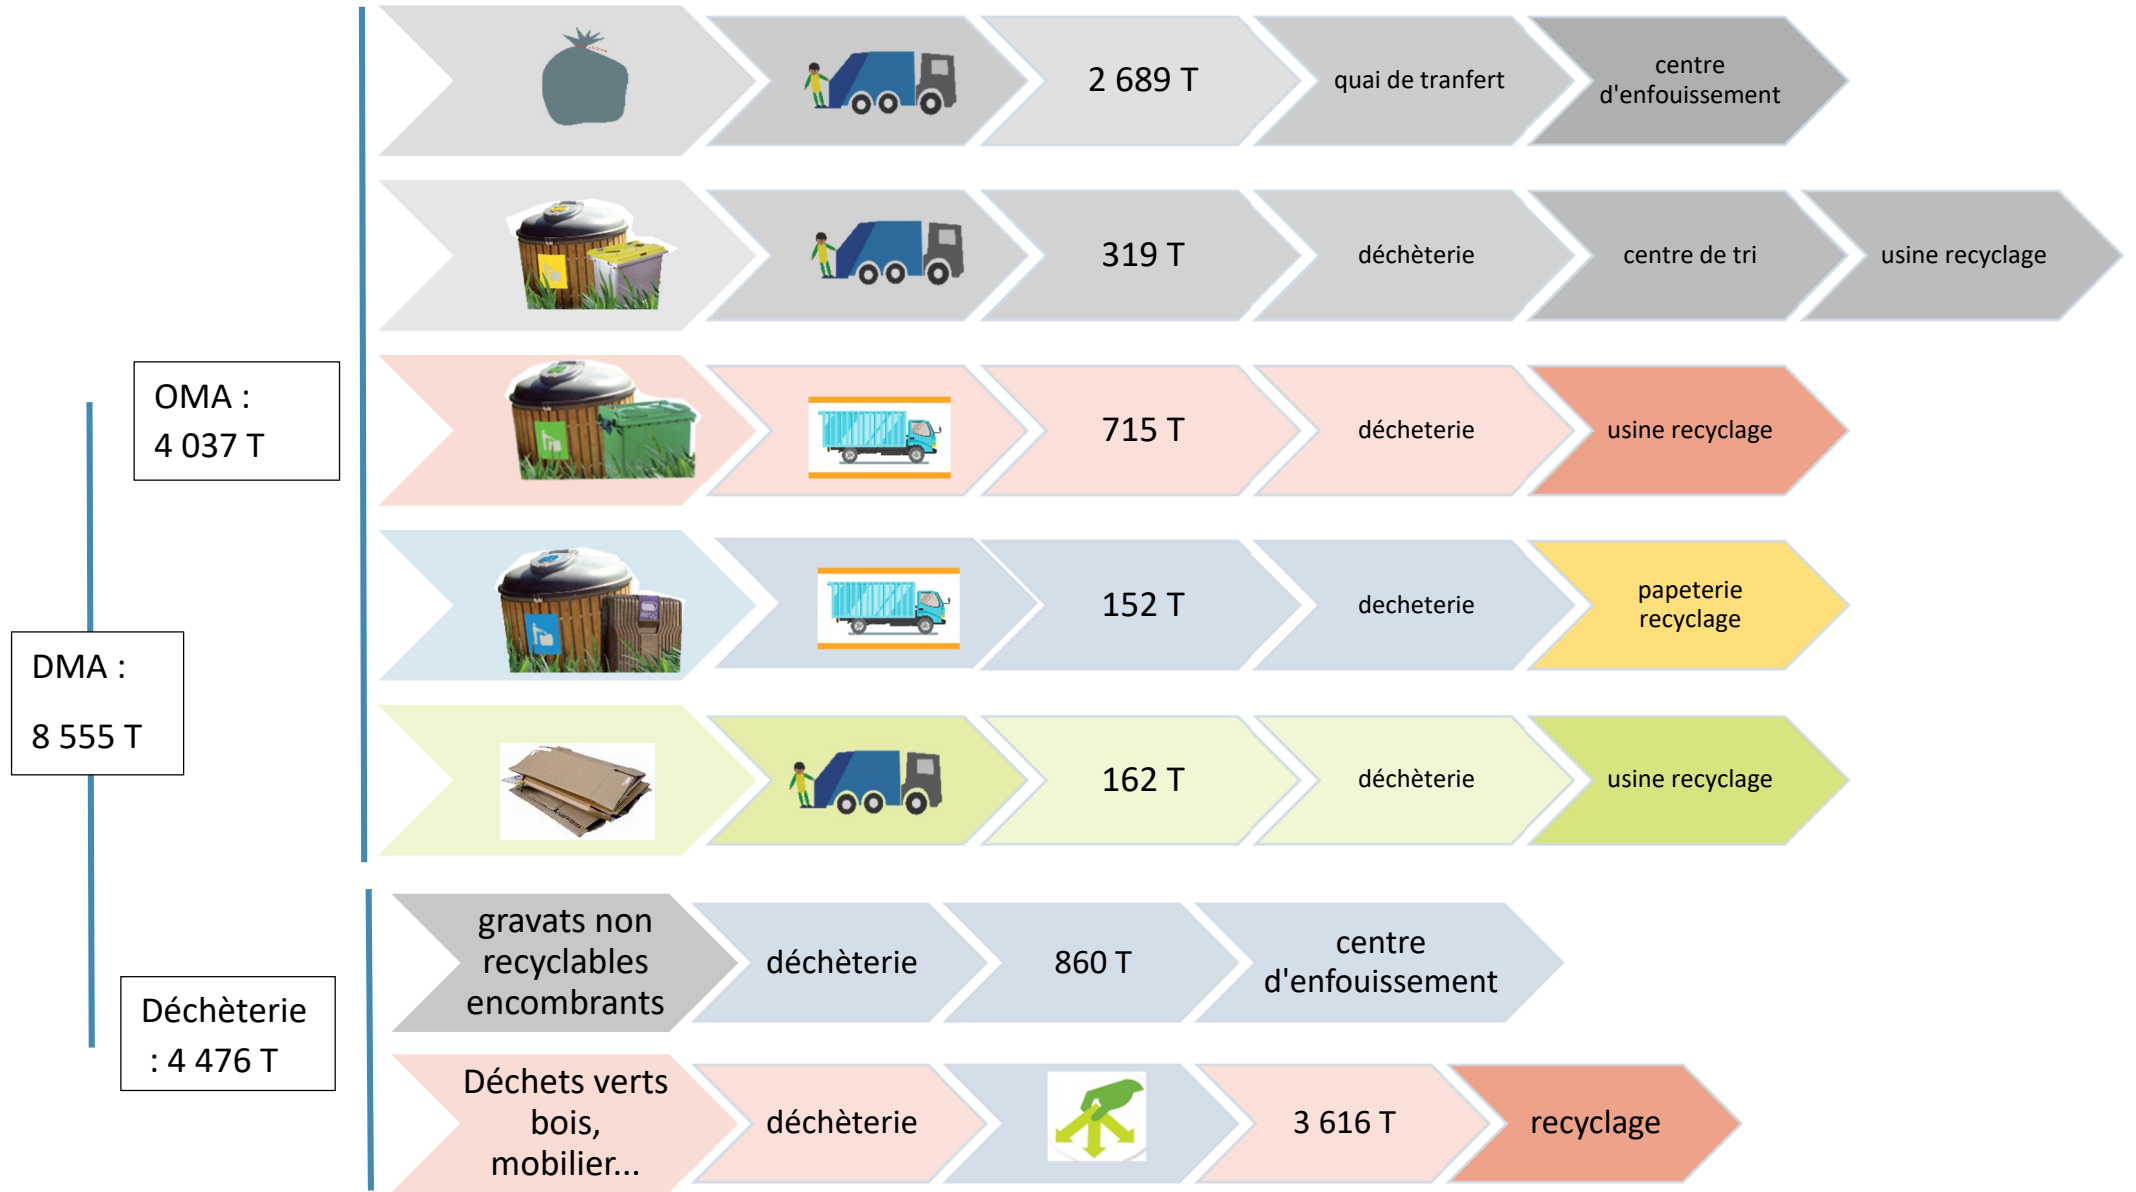 2 689 T
quai de tranfert
centre
d'enfouissement
319 T
déchèterie
centre de tri
usine recyclage
OMA :
4 037 T
715 T
décheterie
usine recyclage
152 T
decheterie
papeterie
recyclage
DMA :
8 555 T
162 T
déchèterie
usine recyclage
gravats non
recyclables
encombrants
déchèterie
860 T
centre
d'enfouissement
Déchèterie
: 4 476 T
Déchets verts
bois,
mobilier...
déchèterie
3 616 T
recyclage